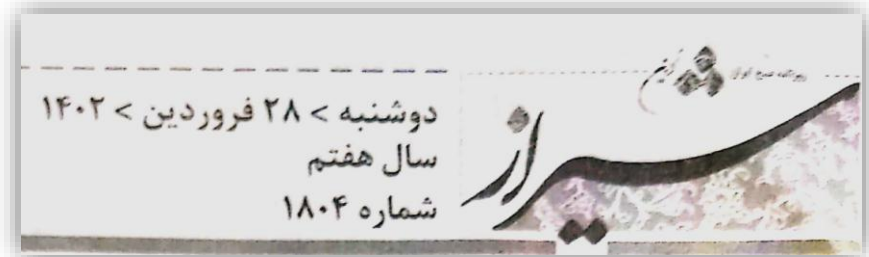 شیراز
دوشنبه > ۲۸ فروردین > ۱۴۰۲
سال هفتم
شماره ۱۸۰۴